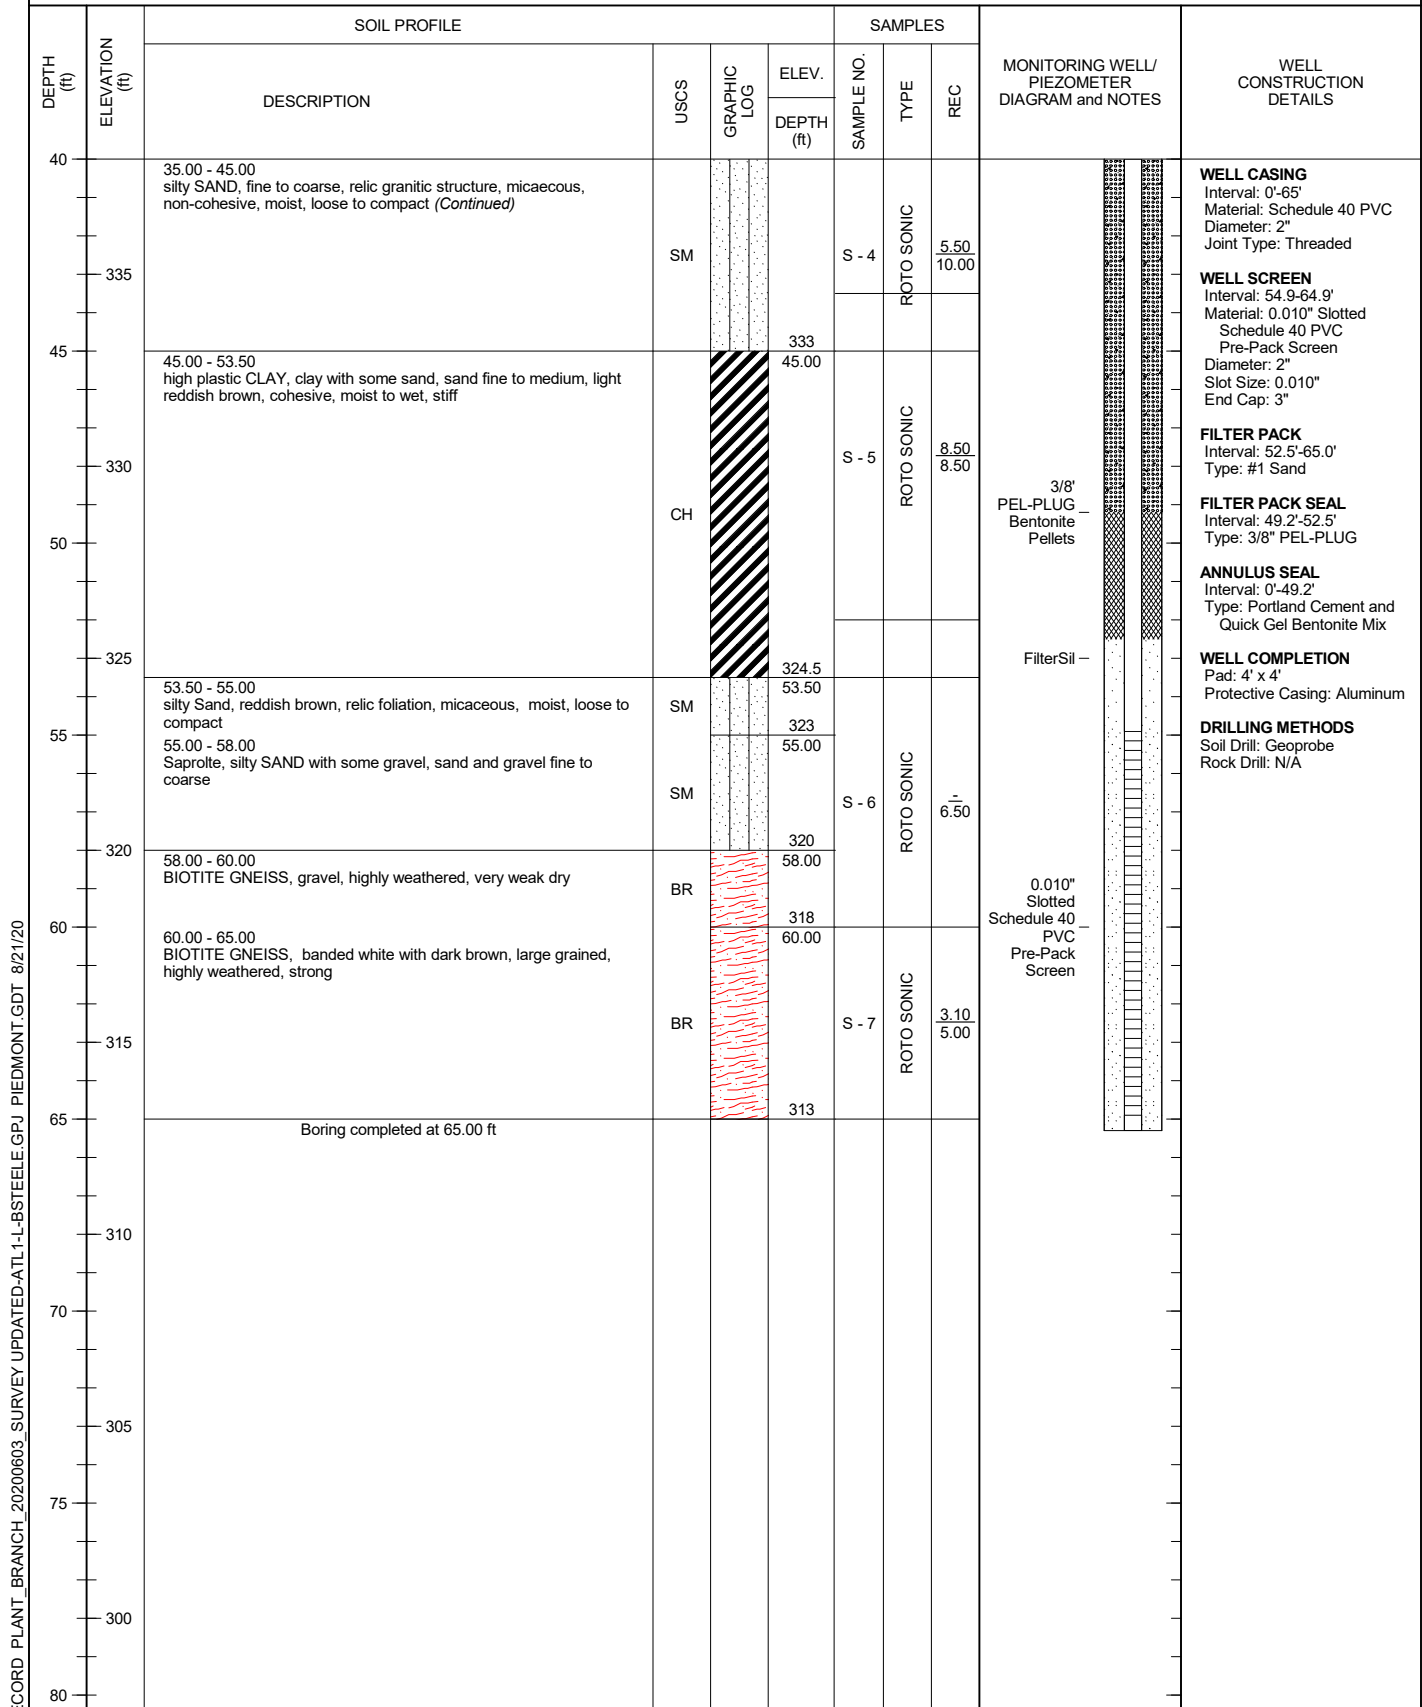 SOIL PROFILE
SAMPLES
DEPTH
(ft)
ELEVATION
(ft)
DESCRIPTION
USCS
GRAPHIC
LOG
ELEV.
DEPTH
(ft)
SAMPLE NO.
TYPE
REC
MONITORING WELL/
PIEZOMETER
DIAGRAM and NOTES
WELL
CONSTRUCTION
DETAILS
40
45
50
55
60
65
70
75
80
335
330
325
320
315
310
305
300
35.00 - 45.00
silty SAND, fine to coarse, relic granitic structure, micaecous,
non-cohesive, moist, loose to compact (Continued)
SM
333
45.00
45.00 - 53.50
high plastic CLAY, clay with some sand, sand fine to medium, light
reddish brown, cohesive, moist to wet, stiff
CH
324.5
53.50
53.50 - 55.00
silty Sand, reddish brown, relic foliation, micaceous, moist, loose to
compact
SM
323
55.00
55.00 - 58.00
Saprolte, silty SAND with some gravel, sand and gravel fine to
coarse
SM
320
58.00
58.00 - 60.00
BIOTITE GNEISS, gravel, highly weathered, very weak dry
BR
318
60.00
60.00 - 65.00
BIOTITE GNEISS, banded white with dark brown, large grained,
highly weathered, strong
BR
313
Boring completed at 65.00 ft
S - 4
ROTO SONIC
5.50
10.00
S - 5
ROTO SONIC
8.50
8.50
S - 6
ROTO SONIC
-
6.50
S - 7
ROTO SONIC
3.10
5.00
3/8'
PEL-PLUG
Bentonite
Pellets
FilterSil
0.010"
Slotted
Schedule 40
PVC
Pre-Pack
Screen
WELL CASING
Interval: 0'-65'
Material: Schedule 40 PVC
Diameter: 2"
Joint Type: Threaded
WELL SCREEN
Interval: 54.9-64.9'
Material: 0.010" Slotted
Schedule 40 PVC
Pre-Pack Screen
Diameter: 2"
Slot Size: 0.010"
End Cap: 3"
FILTER PACK
Interval: 52.5'-65.0'
Type: #1 Sand
FILTER PACK SEAL
Interval: 49.2'-52.5'
Type: 3/8" PEL-PLUG
ANNULUS SEAL
Interval: 0'-49.2'
Type: Portland Cement and
Quick Gel Bentonite Mix
WELL COMPLETION
Pad: 4' x 4'
Protective Casing: Aluminum
DRILLING METHODS
Soil Drill: Geoprobe
Rock Drill: N/A
PLANT_BRANCH_20200603_SURVEY UPDATED-ATL1-L-BSTEELE.GPJ PIEDMONT.GDT 8/21/20